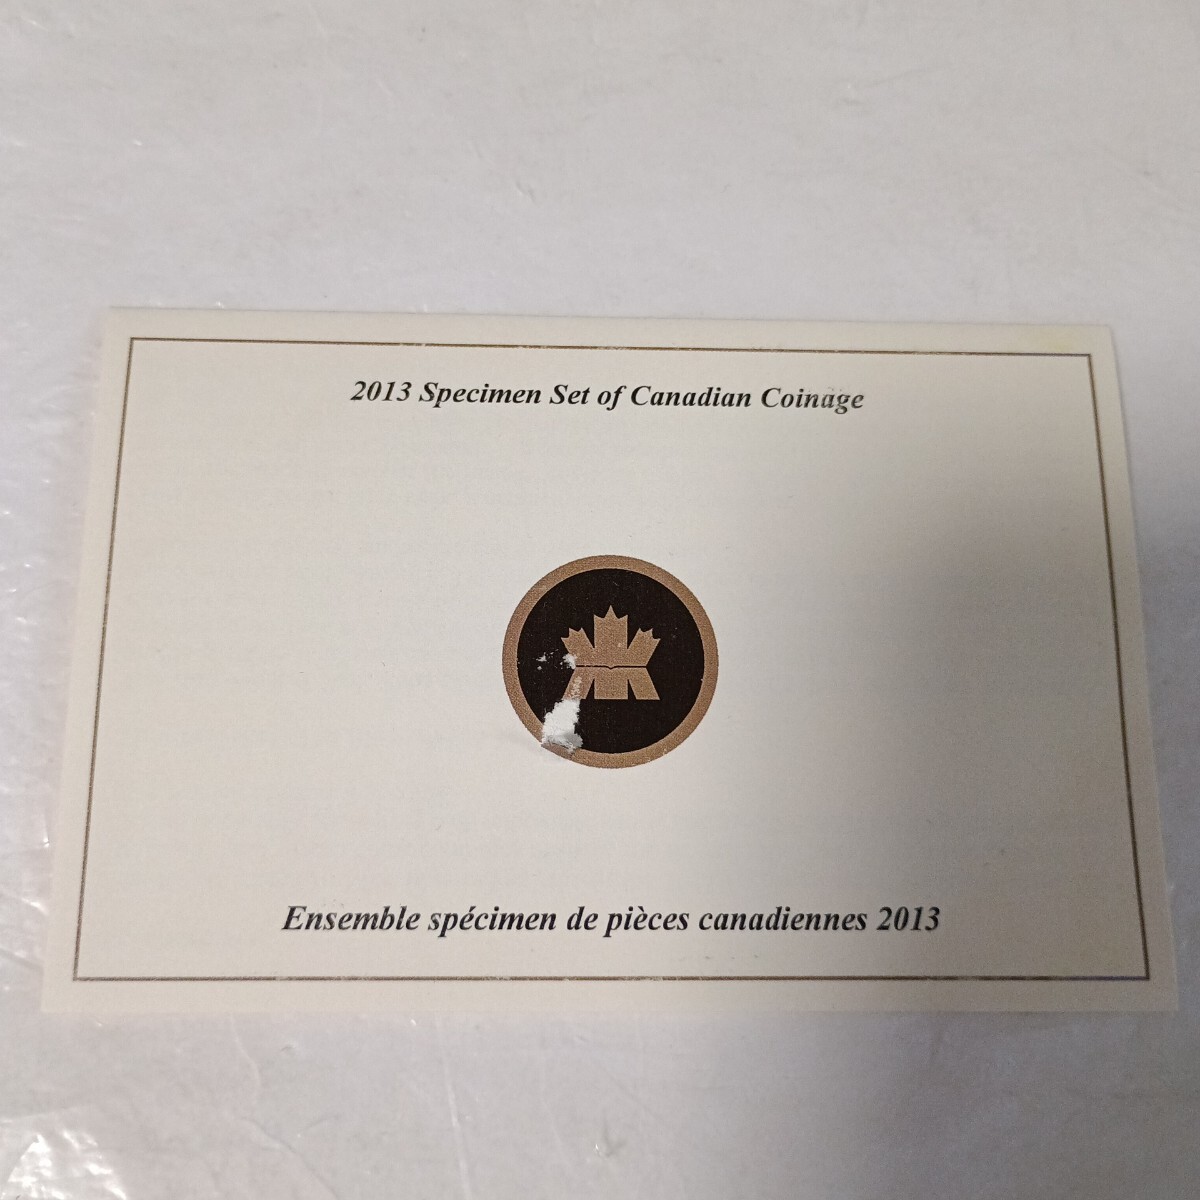 2013 Specimen Set of Canadian Coinage
Ensemble spécimen de pièces canadiennes 2013